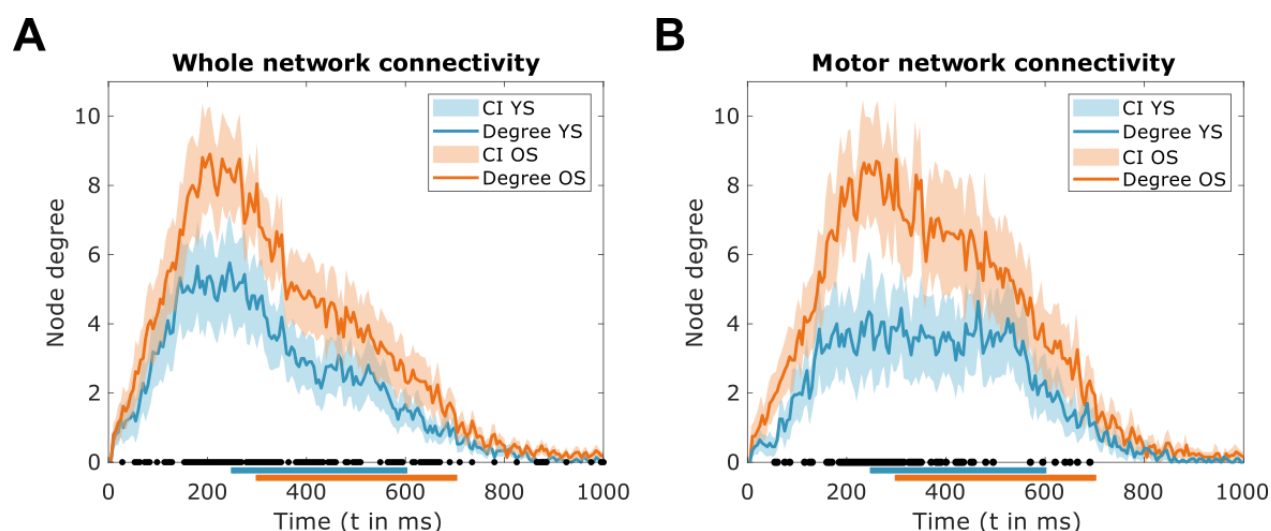 A
Whole network connectivity
CI YS
Degree YS
CI OS
Degree OS
Node degree
10
8
6
4
2
0
0 200 400 600 800 1000
Time (t in ms)
B
Motor network connectivity
CI YS
Degree YS
CI OS
Degree OS
Node degree
10
8
6
4
2
0
0 200 400 600 800 1000
Time (t in ms)